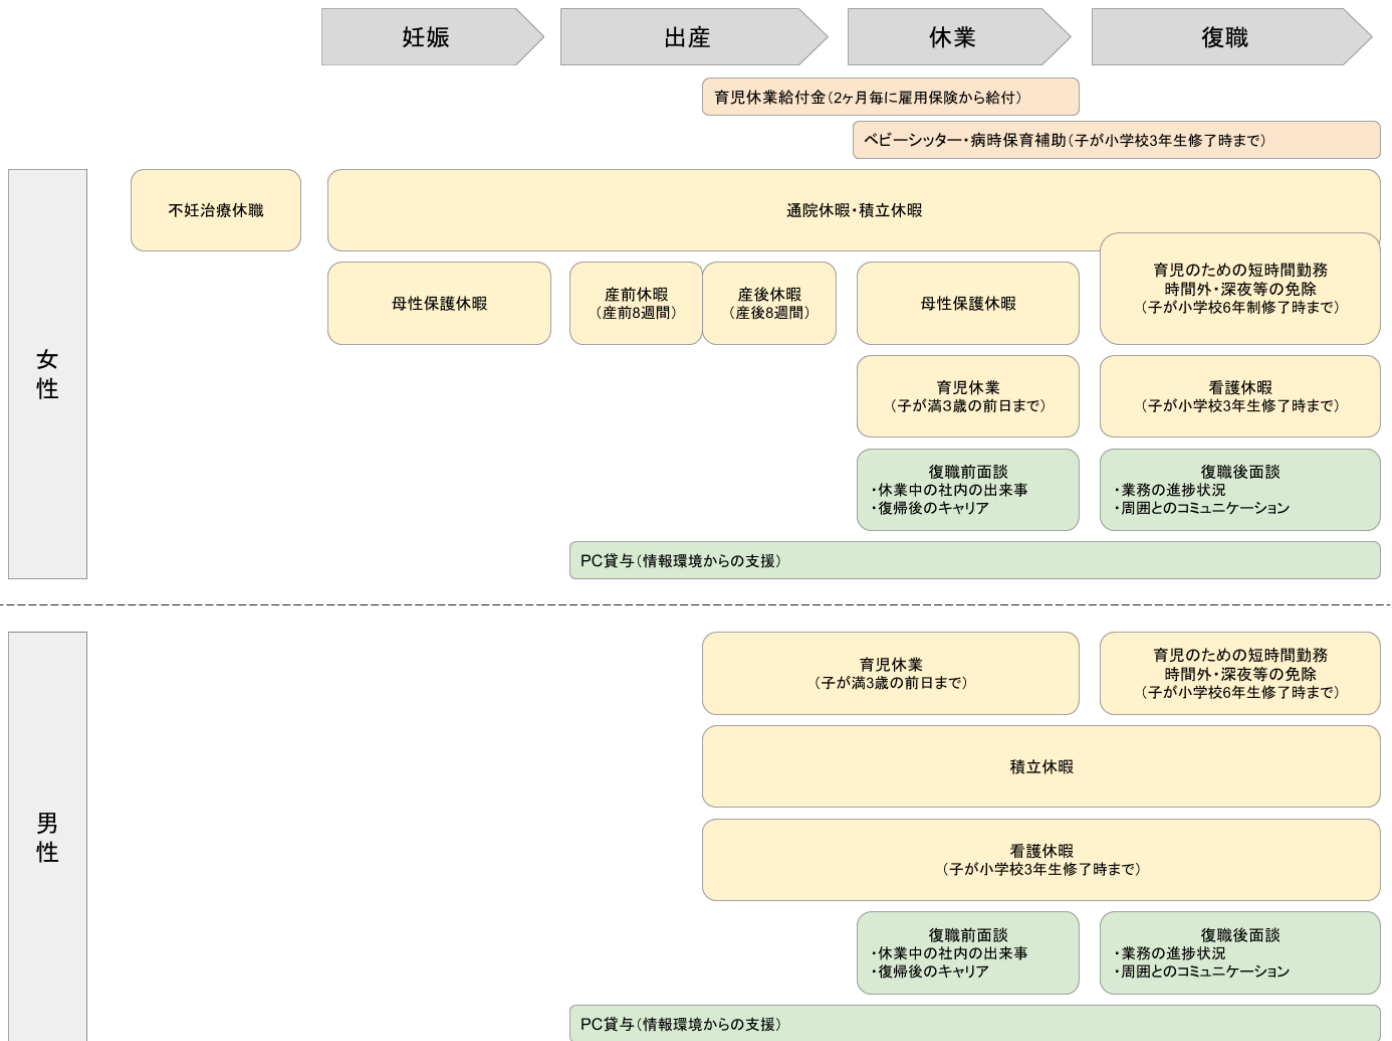 妊娠
出産
休業
復職
育児休業給付金（2ヶ月毎に雇用保険から給付）
ベビーシッター・病時保育補助（子が小学校3年生修了時まで）
女性
不妊治療休職
通院休暇・積立休暇
母性保護休暇
産前休暇
（産前8週間）
産後休暇
（産後8週間）
母性保護休暇
育児のための短時間勤務
時間外・深夜等の免除
（子が小学校6年制修了時まで）
育児休業
（子が満３歳の前日まで）
看護休暇
（子が小学校3年生修了時まで）
復職前面談
・休業中の社内の出来事
・復帰後のキャリア
復職後面談
・業務の進捗状況
・周囲とのコミュニケーション
PC貸与（情報環境からの支援）
男性
育児休業
（子が満3歳の前日まで）
育児のための短時間勤務
時間外・深夜等の免除
（子が小学校6年生修了時まで）
積立休暇
看護休暇
（子が小学校3年生修了時まで）
復職前面談
・休業中の社内の出来事
・復帰後のキャリア
復職後面談
・業務の進捗状況
・周囲とのコミュニケーション
PC貸与（情報環境からの支援）